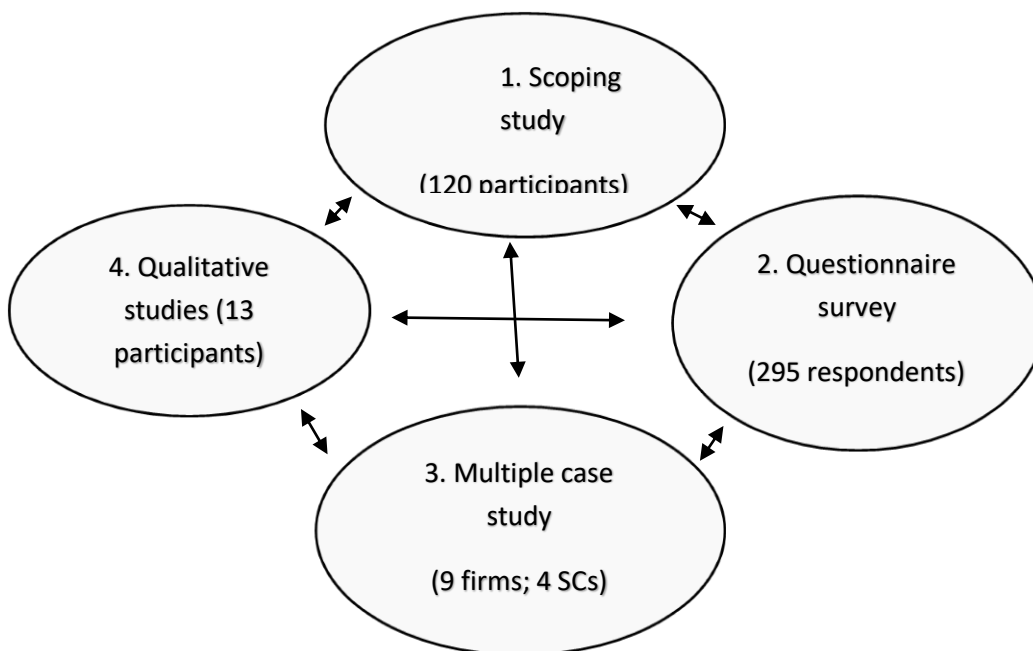 1. Scoping
study
(120 participants)
2. Questionnaire
survey
(295 respondents)
3. Multiple case
study
(9 firms; 4 SCs)
4. Qualitative
studies (13
participants)